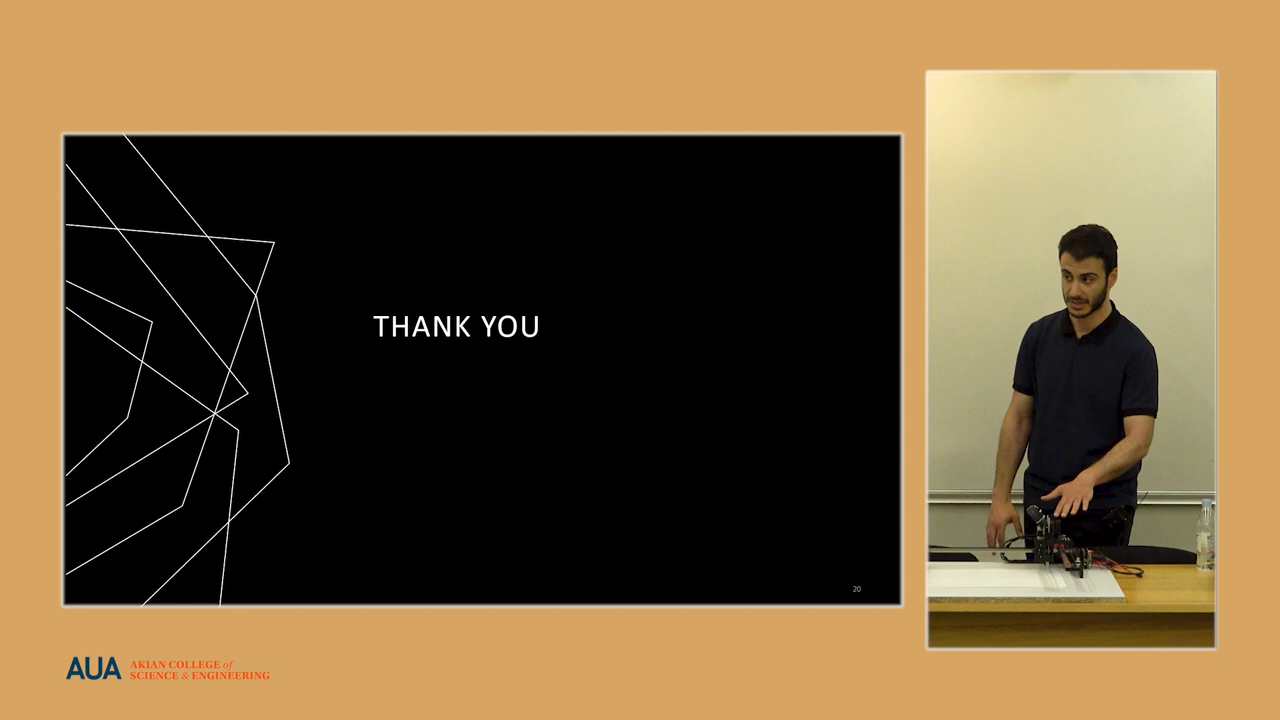 THANK YOU
20
AUA
AKIAN COLLEGE of
SCIENCE & ENGINEERING